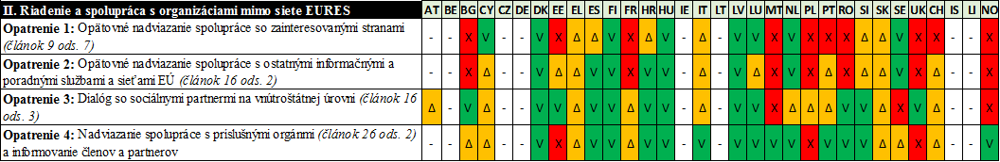 II. Riadenie a spolupráca s organizáciami mimo siete EURES AT BE BG CY CZ DE DK EE EL ES FI FR HR HU IE IT LT LV LU MT NL PL PT RO SI SK SE UK CH IS LI NO
Opatrenie 1: Opätovné nadviazanie spolupráce so zainteresovanými stranami
(článok 9 ods. 7) - - X V - - V X Δ Δ V X Δ V - Δ - V V X V X X X Δ Δ V X X - - X
Opatrenie 2: Opätovné nadviazanie spolupráce s ostatnými informačnými a
poradnými službami a sieťami EÚ (článok 16 ods. 2) - - X Δ - - V Δ Δ V V X V V - Δ - V Δ X V X Δ X Δ Δ V X Δ - - X
Opatrenie 3: Dialóg so sociálnymi partnermi na vnútroštátnej úrovni (článok 16
ods. 3) Δ - V Δ - - V V V V V V V V - Δ - V V X Δ Δ Δ Δ V Δ X V Δ - - X
Opatrenie 4: Nadviazanie spolupráce s príslušnými orgánmi (článok 26 ods. 2)
a informovanie členov a partnerov - - Δ Δ - - V X V Δ V V V V - V - V V V V X V V V Δ Δ X Δ - - V